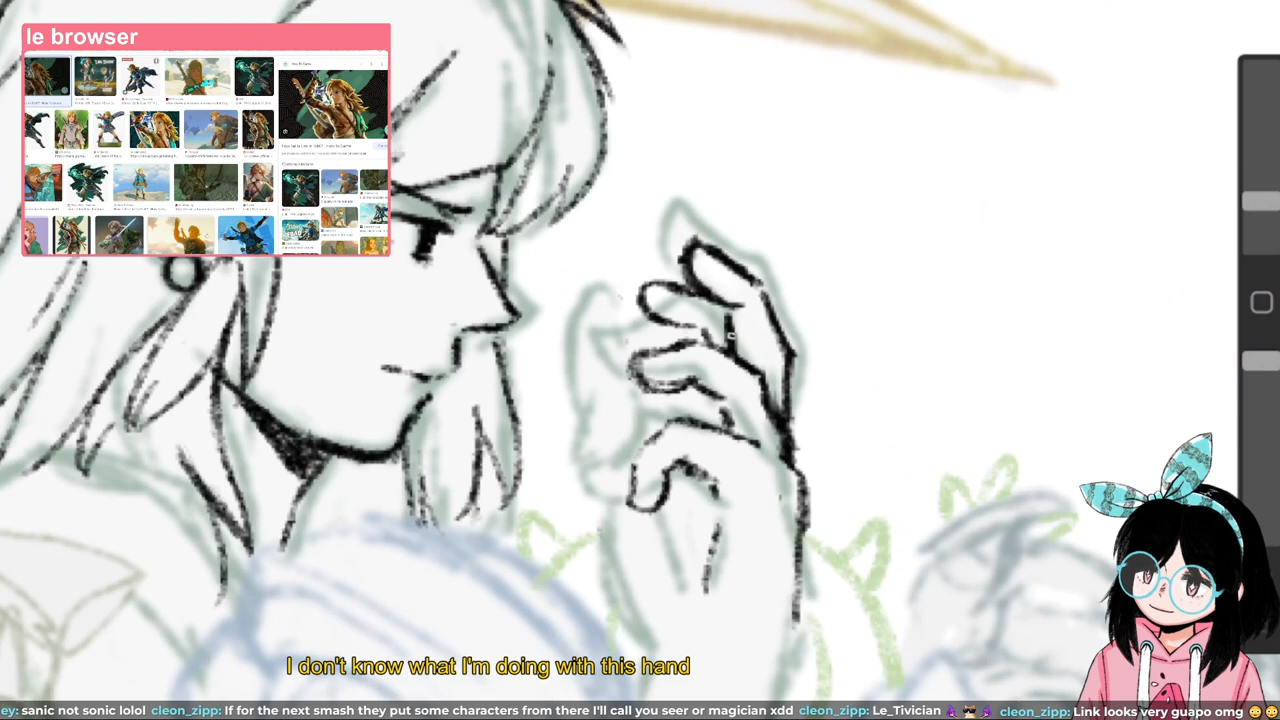 le browser
I don't know what I'm doing with this hand
ey: sanic not sonic lolol cleon_zipp: If for the next smash they put some characters from there I'll call you seer or magician xdd cleon_zipp: Le_Tivician cleon_zipp: Link looks very guapo omg 😳😳